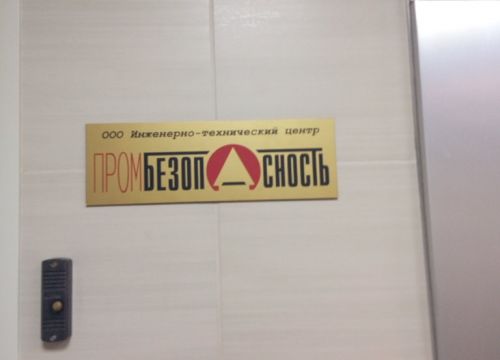 ООО Инженерно-технический центр
ПРОМБЕЗОПАСНОСТЬ